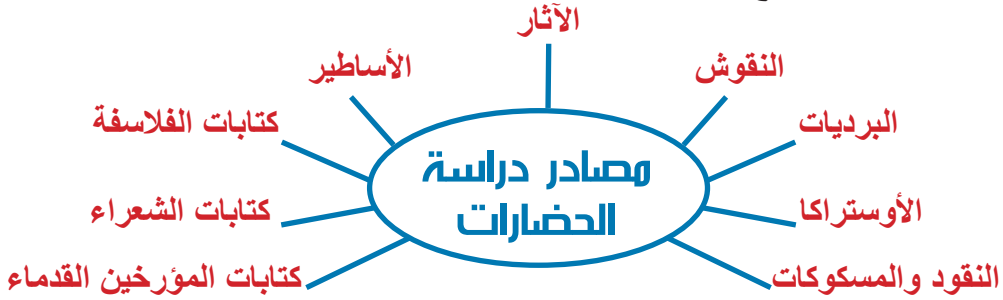 الآثار
النقوش
الأساطير
البرديات
كتابات الفلاسفة
مصادر دراسة
الحضارات
الأوستراكا
كتابات الشعراء
النقود والمسكوكات
كتابات المؤرخين القدماء